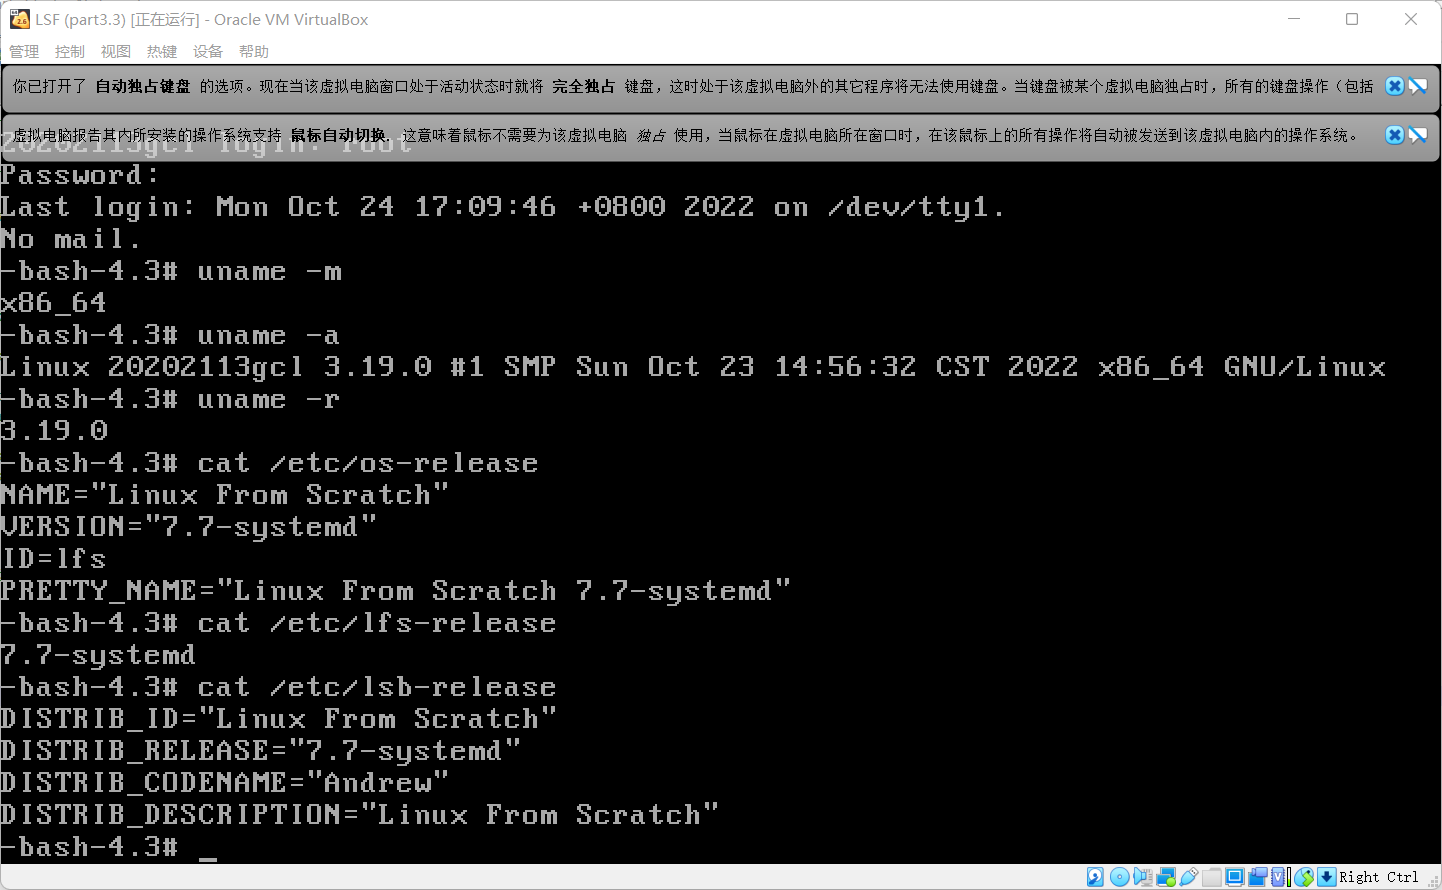 LSF (part3.3) [正在运行] - Oracle VM VirtualBox
管理 控制 视图 热键 设备 帮助
你已打开了 自动独占键盘 的选项。现在当该虚拟电脑窗口处于活动状态时就将 完全独占 键盘，这时处于该虚拟电脑外的其它程序将无法使用键盘。当键盘被某个虚拟电脑独占时，所有的键盘操作（包括
虚拟电脑报告其内所安装的操作系统支持 鼠标自动切换。这意味着鼠标不需要为该虚拟电脑 独占 使用，当鼠标在虚拟电脑所在窗口时，在该鼠标上的所有操作将自动被发送到该虚拟电脑内的操作系统。
20202113gcl login: root
Password:
Last login: Mon Oct 24 17:09:46 +0800 2022 on /dev/tty1.
No mail.
-bash-4.3# uname -m
x86_64
-bash-4.3# uname -a
Linux 20202113gcl 3.19.0 #1 SMP Sun Oct 23 14:56:32 CST 2022 x86_64 GNU/Linux
-bash-4.3# uname -r
3.19.0
-bash-4.3# cat /etc/os-release
NAME="Linux From Scratch"
VERSION="7.7-systemd"
ID=lfs
PRETTY_NAME="Linux From Scratch 7.7-systemd"
-bash-4.3# cat /etc/lfs-release
7.7-systemd
-bash-4.3# cat /etc/lsb-release
DISTRIB_ID="Linux From Scratch"
DISTRIB_RELEASE="7.7-systemd"
DISTRIB_CODENAME="Andrew"
DISTRIB_DESCRIPTION="Linux From Scratch"
-bash-4.3# _
Right Ctrl